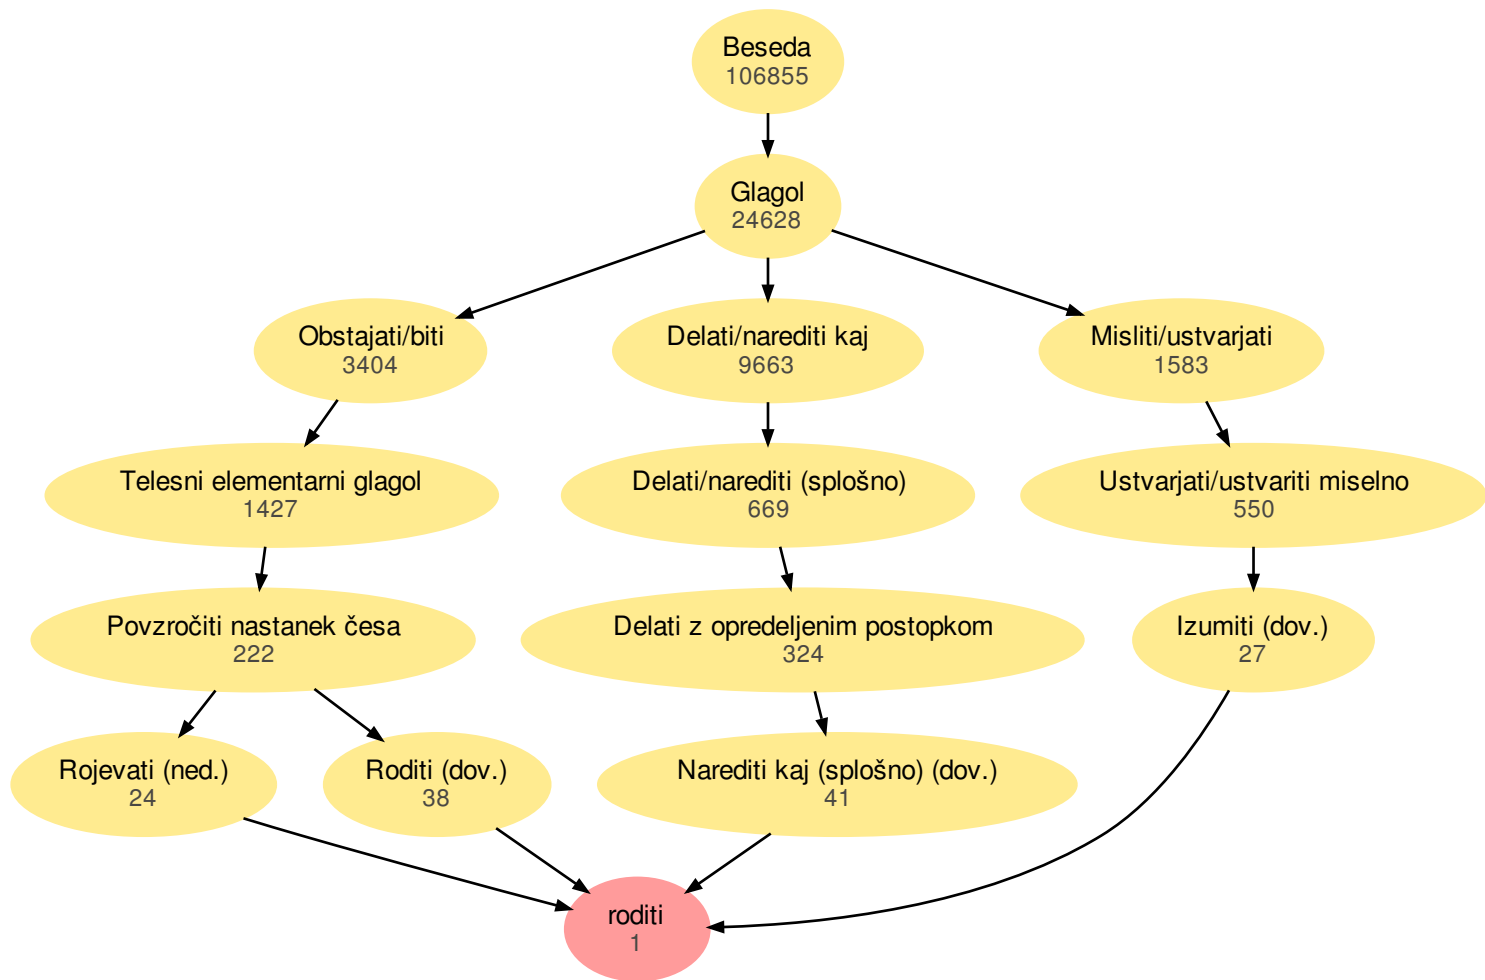 Beseda
106855
Glagol
24628
Obstajati/biti
3404
Delati/narediti kaj
9663
Misliti/ustvarjati
1583
Telesni elementarni glagol
1427
Delati/narediti (splošno)
669
Ustvarjati/ustvariti miselno
550
Povzročiti nastanek česa
222
Delati z opredeljenim postopkom
324
Izumiti (dov.)
27
Rojevati (ned.)
24
Roditi (dov.)
38
Narediti kaj (splošno) (dov.)
41
roditi
1